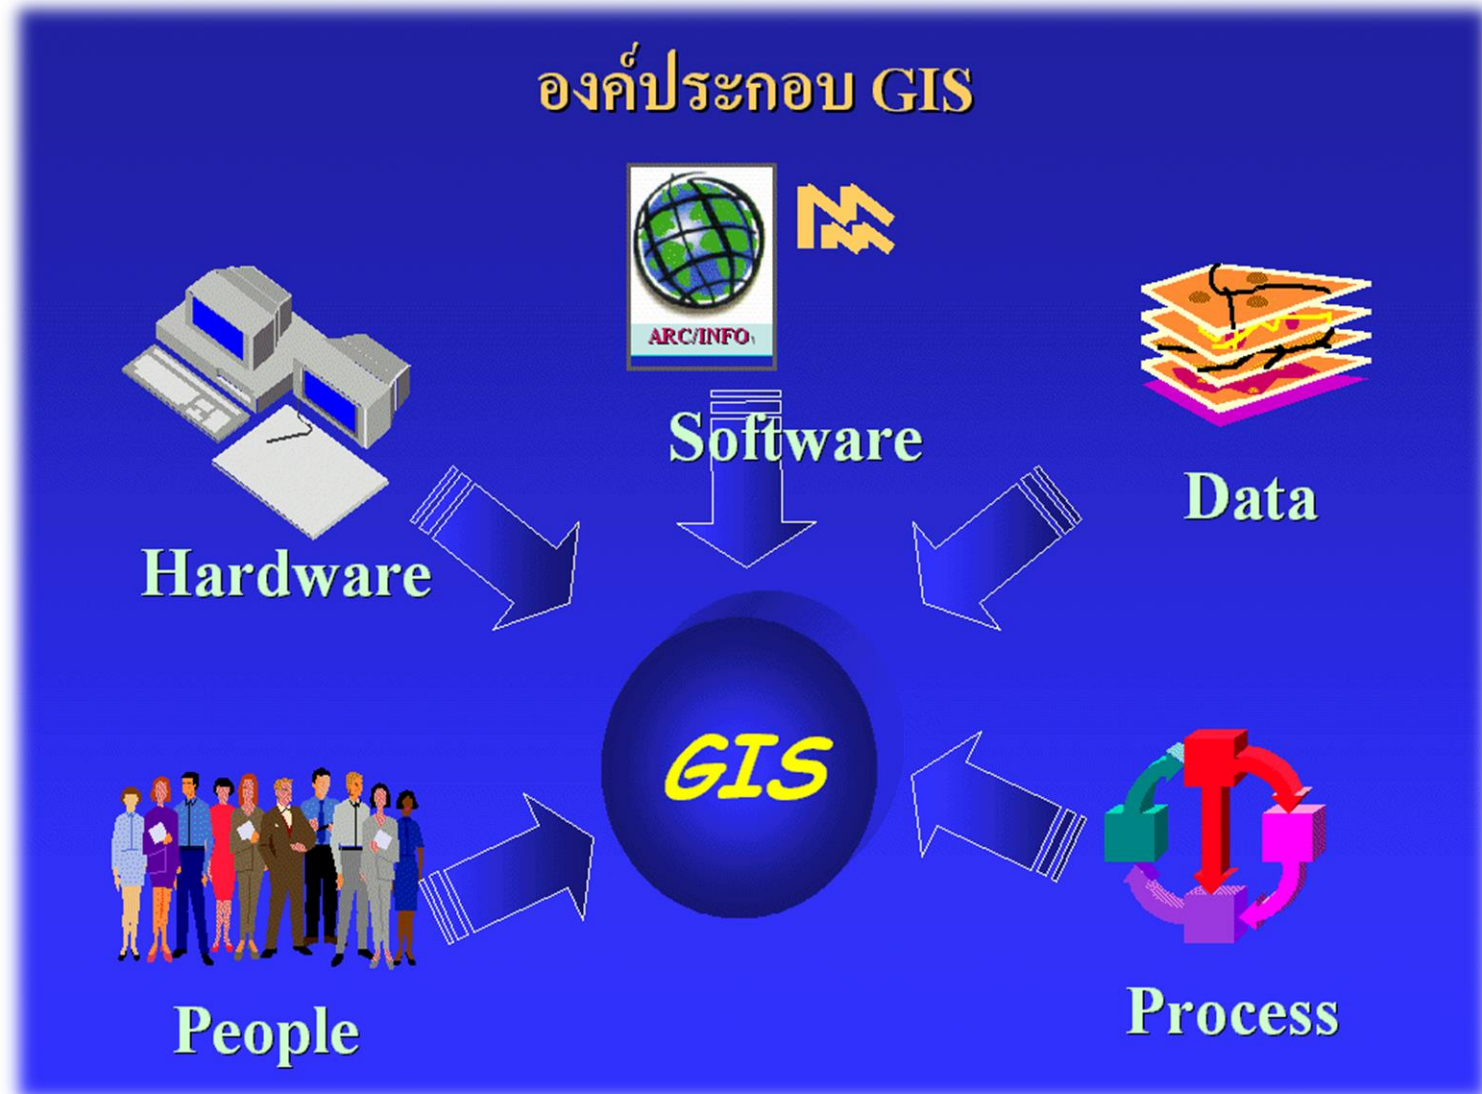 องค์ประกอบ GIS
ARC/INFO
Software
Data
Hardware
GIS
People
Process